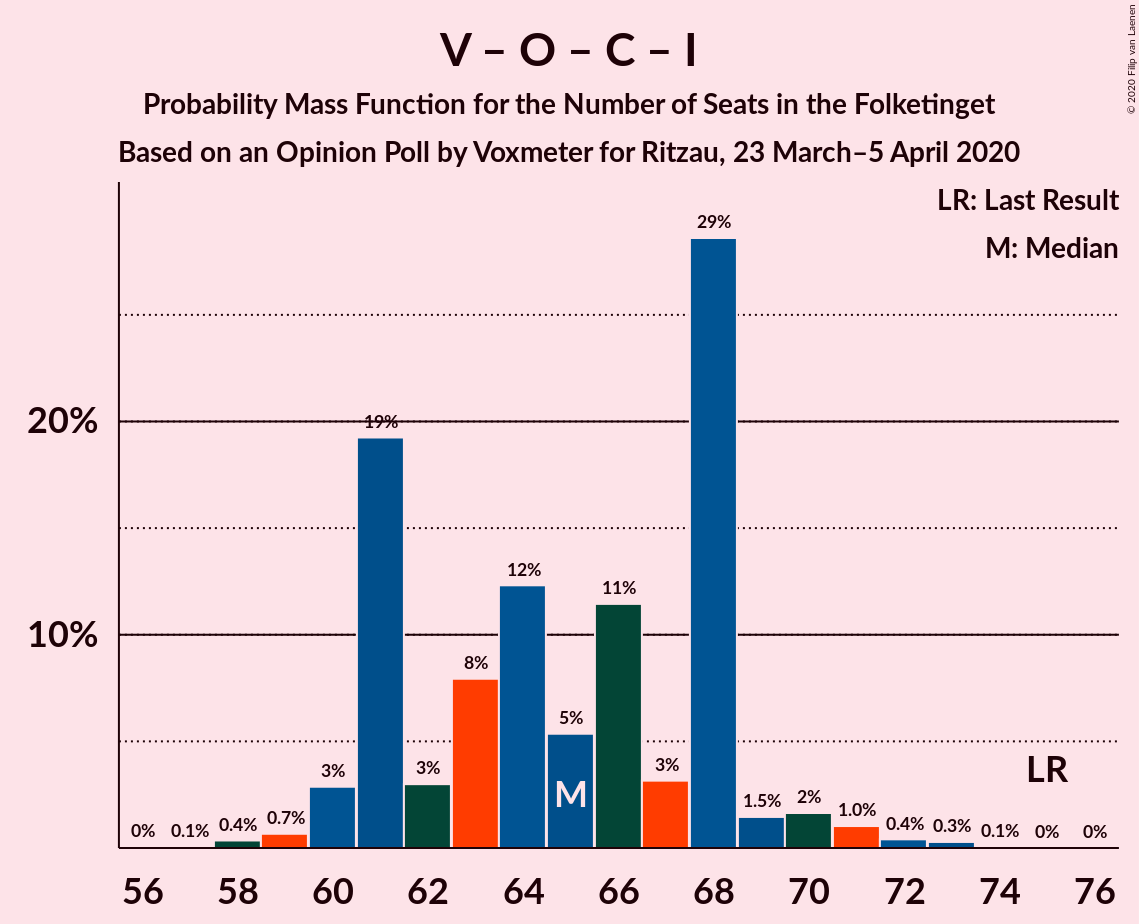 V – O – C – I
Probability Mass Function for the Number of Seats in the Folketinget
Based on an Opinion Poll by Voxmeter for Ritzau, 23 March–5 April 2020
© 2020 Filip van Laenen
LR: Last Result
M: Median
20%
10%
0%
0.1%
0.4%
0.7%
3%
19%
3%
8%
12%
5%
11%
3%
29%
1.5%
2%
1.0%
0.4%
0.3%
0.1%
0%
0%
M
LR
56 58 60 62 64 66 68 70 72 74 76